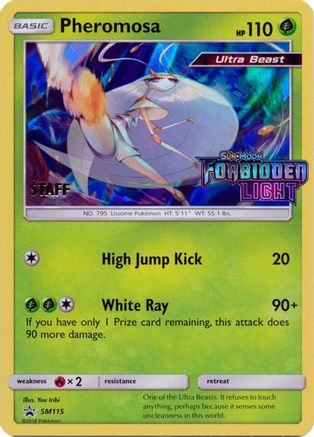 BASIC
Pheromosa HP 110
Ultra Beast
SUN & MOON
FORBIDDEN
LIGHT
STAFF
NO. 795 Lissome Pokémon HT: 5'11" WT: 55.1 lbs.
High Jump Kick 20
White Ray 90+
If you have only 1 Prize card remaining, this attack does
90 more damage.
weakness ×2 resistance retreat
Illus. You Iribi
SM115
©2018 Pokémon
One of the Ultra Beasts. It refuses to touch
anything, perhaps because it senses some
uncleanness in this world.